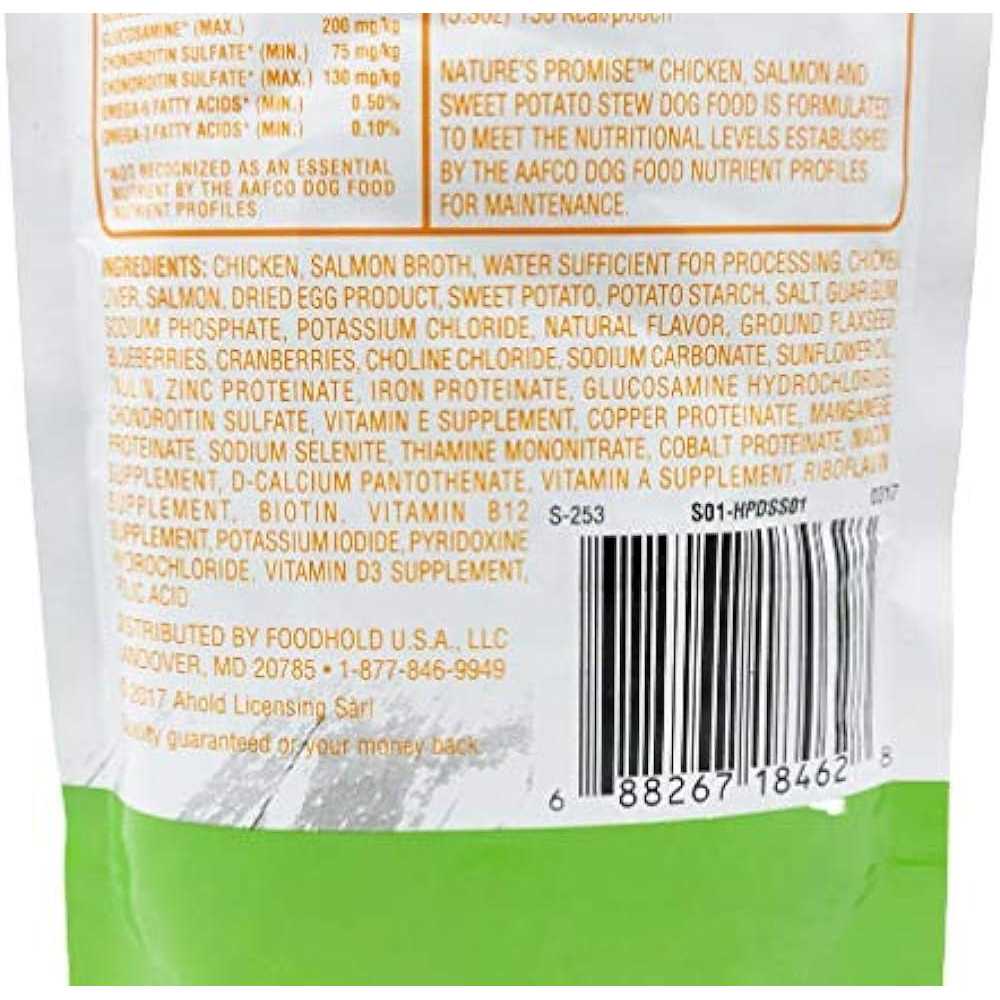 GLUCOSAMINE* (MAX.) 200 mg/kg
CHONDROITIN SULFATE* (MIN.) 75 mg/kg
CHONDROITIN SULFATE* (MAX.) 130 mg/kg
OMEGA-6 FATTY ACIDS* (MIN.) 0.50%
OMEGA-3 FATTY ACIDS* (MIN.) 0.10%
*NOT RECOGNIZED AS AN ESSENTIAL
NUTRIENT BY THE AAFCO DOG FOOD
NUTRIENT PROFILES
NATURE'S PROMISE™ CHICKEN, SALMON AND
SWEET POTATO STEW DOG FOOD IS FORMULATED
TO MEET THE NUTRITIONAL LEVELS ESTABLISHED
BY THE AAFCO DOG FOOD NUTRIENT PROFILES
FOR MAINTENANCE.
INGREDIENTS: CHICKEN, SALMON BROTH, WATER SUFFICIENT FOR PROCESSING, CHICKEN
LIVER, SALMON, DRIED EGG PRODUCT, SWEET POTATO, POTATO STARCH, SALT, GUAR GUM,
SODIUM PHOSPHATE, POTASSIUM CHLORIDE, NATURAL FLAVOR, GROUND FLAXSEED,
BLUEBERRIES, CRANBERRIES, CHOLINE CHLORIDE, SODIUM CARBONATE, SUNFLOWER OIL,
INULIN, ZINC PROTEINATE, IRON PROTEINATE, GLUCOSAMINE HYDROCHLORIDE,
CHONDROITIN SULFATE, VITAMIN E SUPPLEMENT, COPPER PROTEINATE, MANGANESE
PROTEINATE, SODIUM SELENITE, THIAMINE MONONITRATE, COBALT PROTEINATE, NIACIN
SUPPLEMENT, D-CALCIUM PANTOTHENATE, VITAMIN A SUPPLEMENT, RIBOFLAVIN
SUPPLEMENT, BIOTIN, VITAMIN B12
SUPPLEMENT, POTASSIUM IODIDE, PYRIDOXINE
HYDROCHLORIDE, VITAMIN D3 SUPPLEMENT,
FOLIC ACID
S-253 S01-HPDSS01 0317
DISTRIBUTED BY FOODHOLD U.S.A., LLC
LANDOVER, MD 20785 • 1-877-846-9949
©2017 Ahold Licensing Sàrl
Quality guaranteed or your money back.
6 88267 18462 8